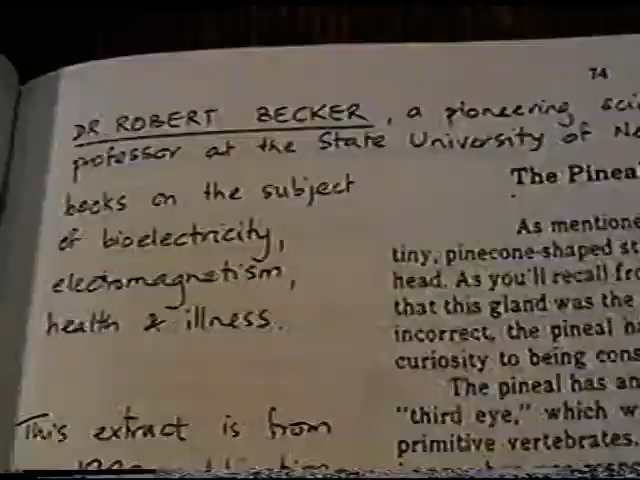 74
DR ROBERT BECKER, a pioneering
professor at the State University of
books on the subject
of bioelectricity,
electromagnetism,
health & illness.
This extract is from
The Pineal
As mentione
tiny, pinecone-shaped st
head. As you'll recall fro
that this gland was the
incorrect, the pineal ha
curiosity to being cons
The pineal has an
"third eye," which w
primitive vertebrates.